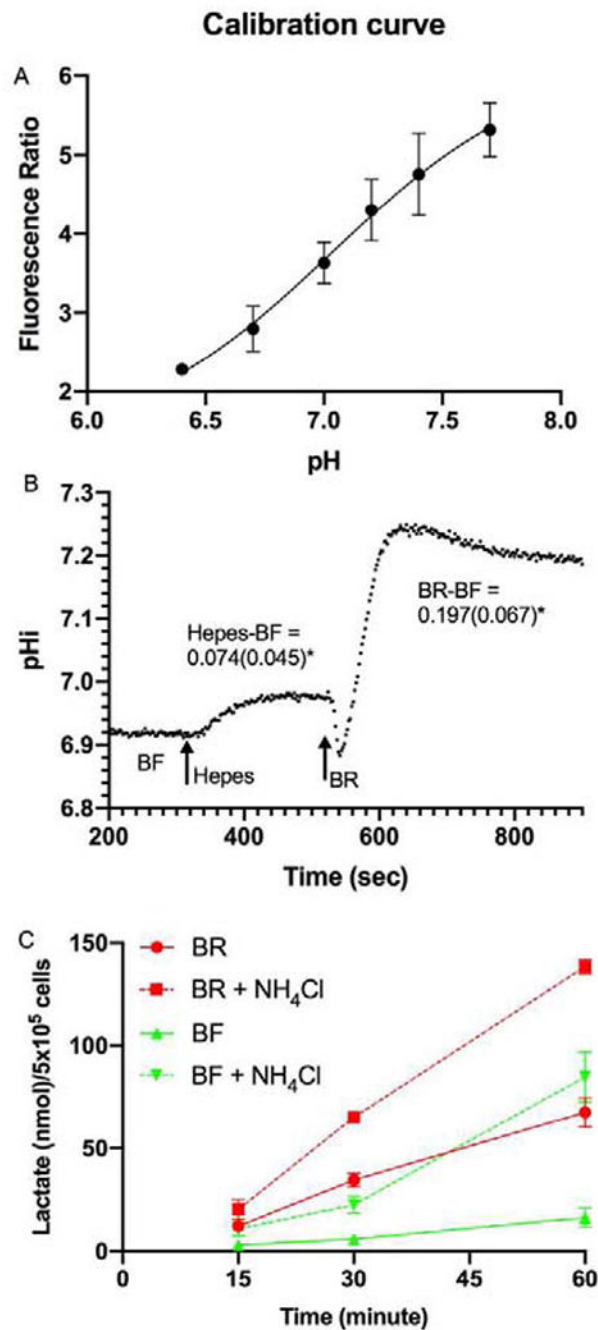 Calibration curve
A
6
5
4
3
2
Fluorescence Ratio
6.0 6.5 7.0 7.5 8.0
pH
B
7.3
7.2
7.1
7.0
6.9
6.8
pHi
Hepes-BF =
0.074(0.045)*
BR-BF =
0.197(0.067)*
BF
Hepes
BR
200 400 600 800
Time (sec)
C
150
100
50
0
Lactate (nmol)/5x10⁵ cells
BR
BR + NH₄Cl
BF
BF + NH₄Cl
0 15 30 45 60
Time (minute)